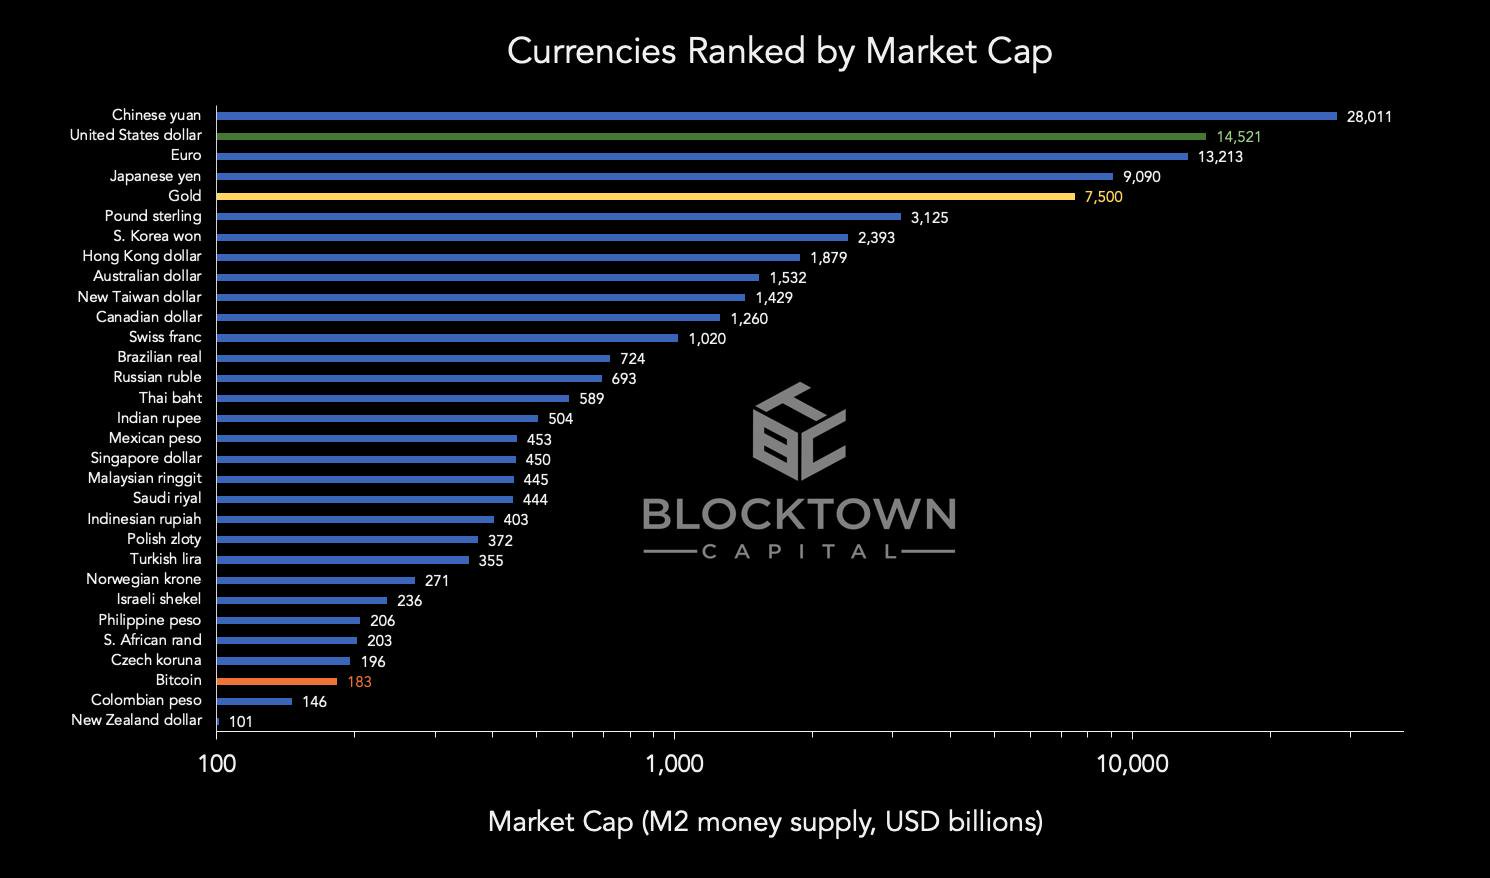 Currencies Ranked by Market Cap
Chinese yuan 28,011
United States dollar 14,521
Euro 13,213
Japanese yen 9,090
Gold 7,500
Pound sterling 3,125
S. Korea won 2,393
Hong Kong dollar 1,879
Australian dollar 1,532
New Taiwan dollar 1,429
Canadian dollar 1,260
Swiss franc 1,020
Brazilian real 724
Russian ruble 693
Thai baht 589
Indian rupee 504
Mexican peso 453
Singapore dollar 450
Malaysian ringgit 445
Saudi riyal 444
Indinesian rupiah 403
Polish zloty 372
Turkish lira 355
Norwegian krone 271
Israeli shekel 236
Philippine peso 206
S. African rand 203
Czech koruna 196
Bitcoin 183
Colombian peso 146
New Zealand dollar 101
TBC
BLOCKTOWN
CAPITAL
100 1,000 10,000
Market Cap (M2 money supply, USD billions)